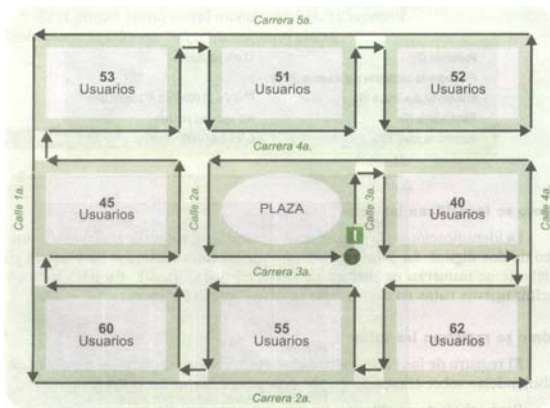 Carrera 5a.
53
Usuarios
51
Usuarios
52
Usuarios
Carrera 4a.
Calle 1a.
45
Usuarios
Calle 2a.
PLAZA
I
Calle 3a.
40
Usuarios
Calle 4a.
Carrera 3a.
60
Usuarios
55
Usuarios
62
Usuarios
Carrera 2a.